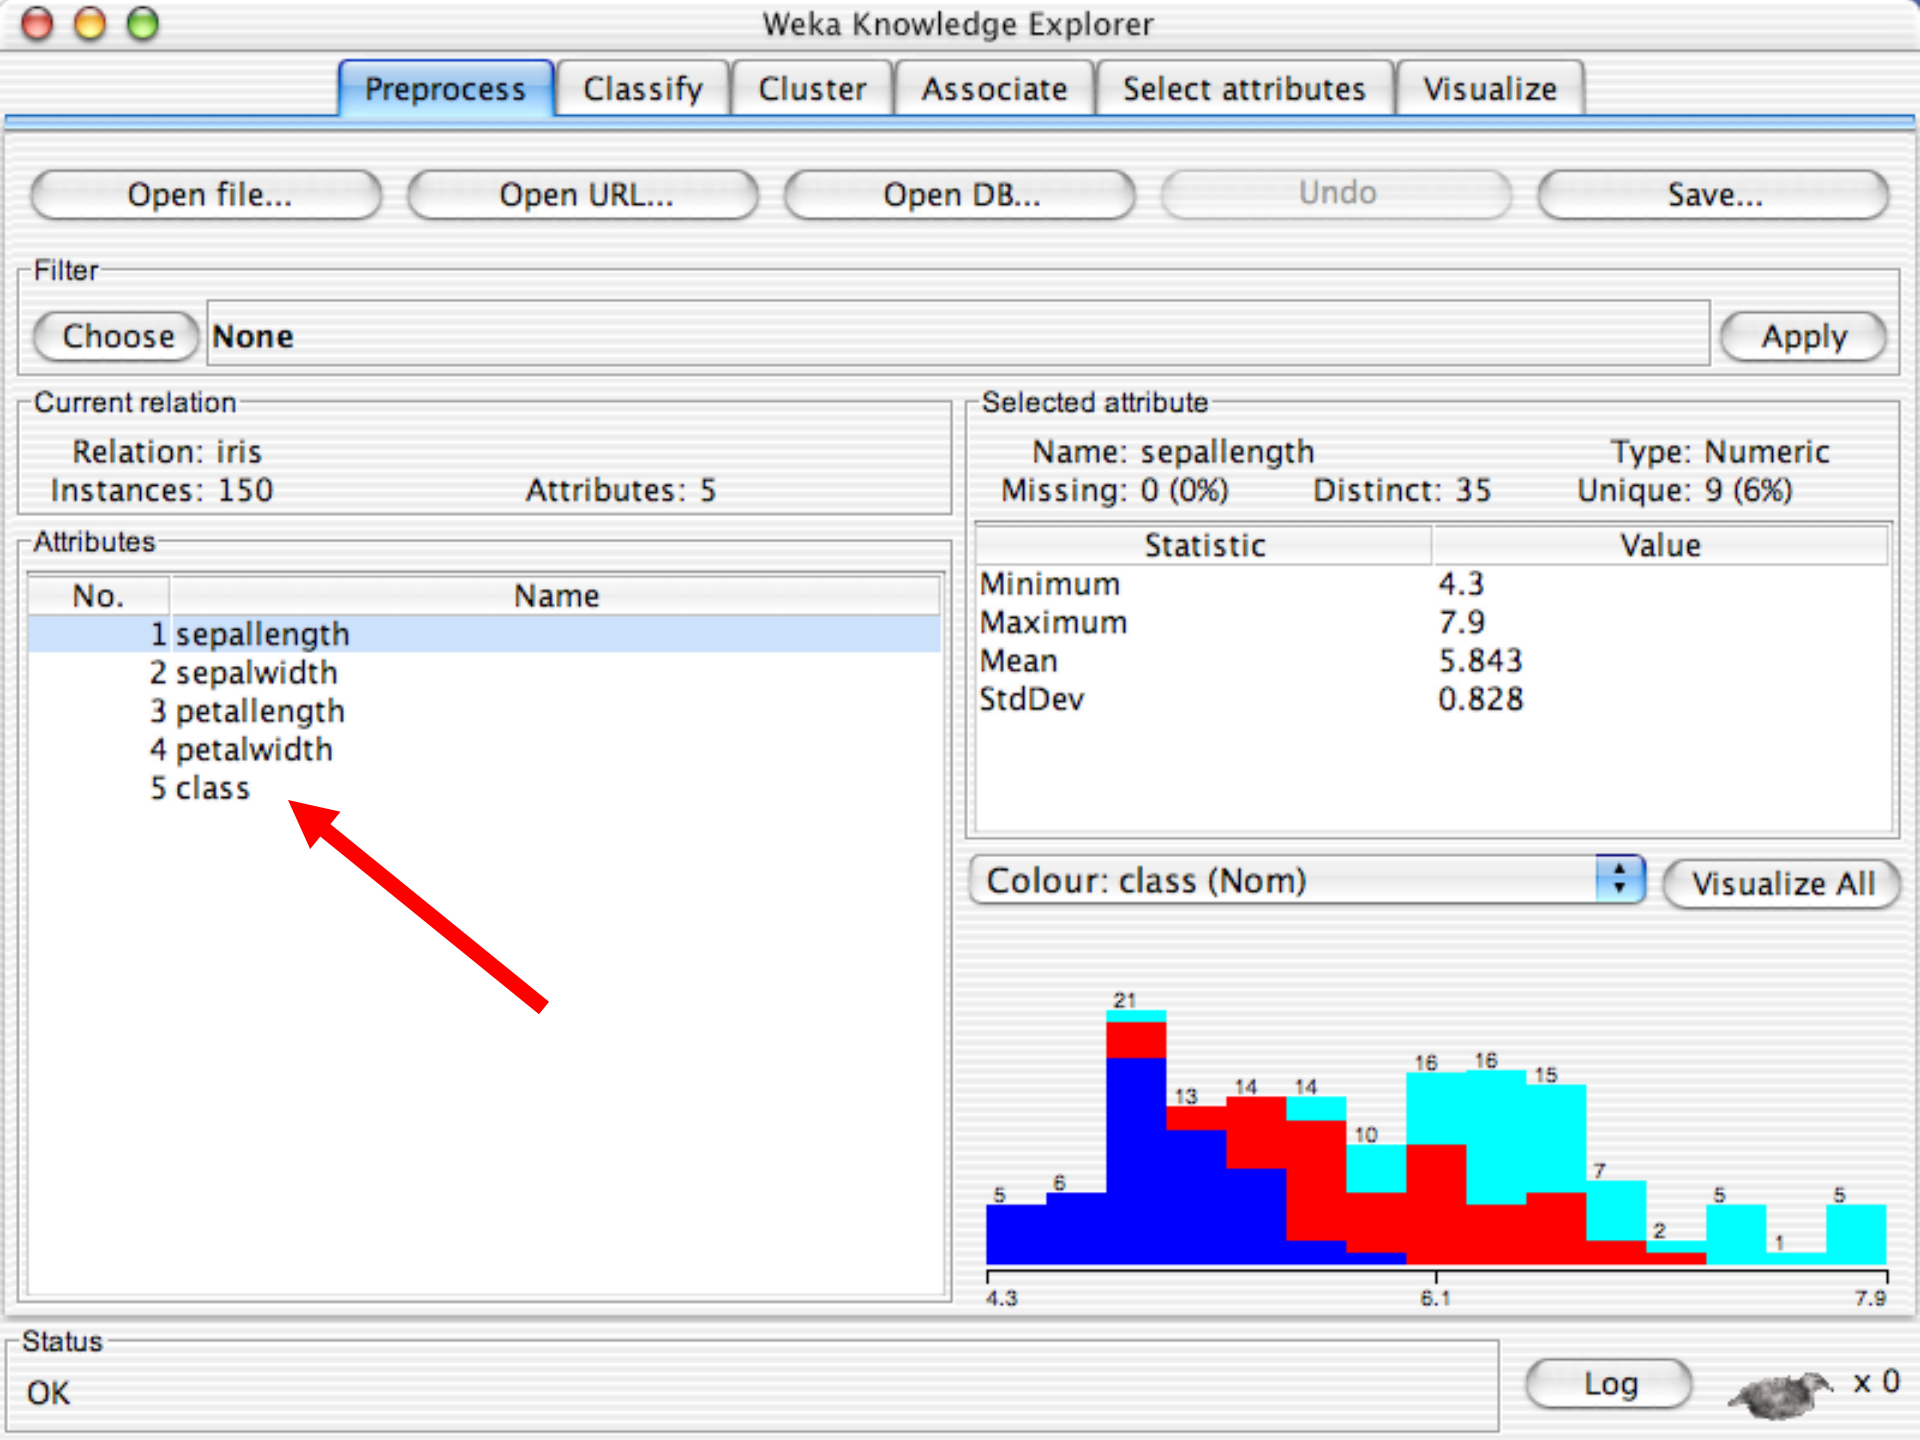 Weka Knowledge Explorer
Preprocess Classify Cluster Associate Select attributes Visualize
Open file... Open URL... Open DB... Undo Save...
Filter
Choose None Apply
Current relation
Relation: iris
Instances: 150 Attributes: 5
Attributes
No. Name
1 sepallength
2 sepalwidth
3 petallength
4 petalwidth
5 class
Selected attribute
Name: sepallength Type: Numeric
Missing: 0 (0%) Distinct: 35 Unique: 9 (6%)
Statistic Value
Minimum 4.3
Maximum 7.9
Mean 5.843
StdDev 0.828
Colour: class (Nom) Visualize All
5 6 21 13 14 14 10 16 16 15 7 2 5 1 5
4.3 6.1 7.9
Status
OK
Log x 0